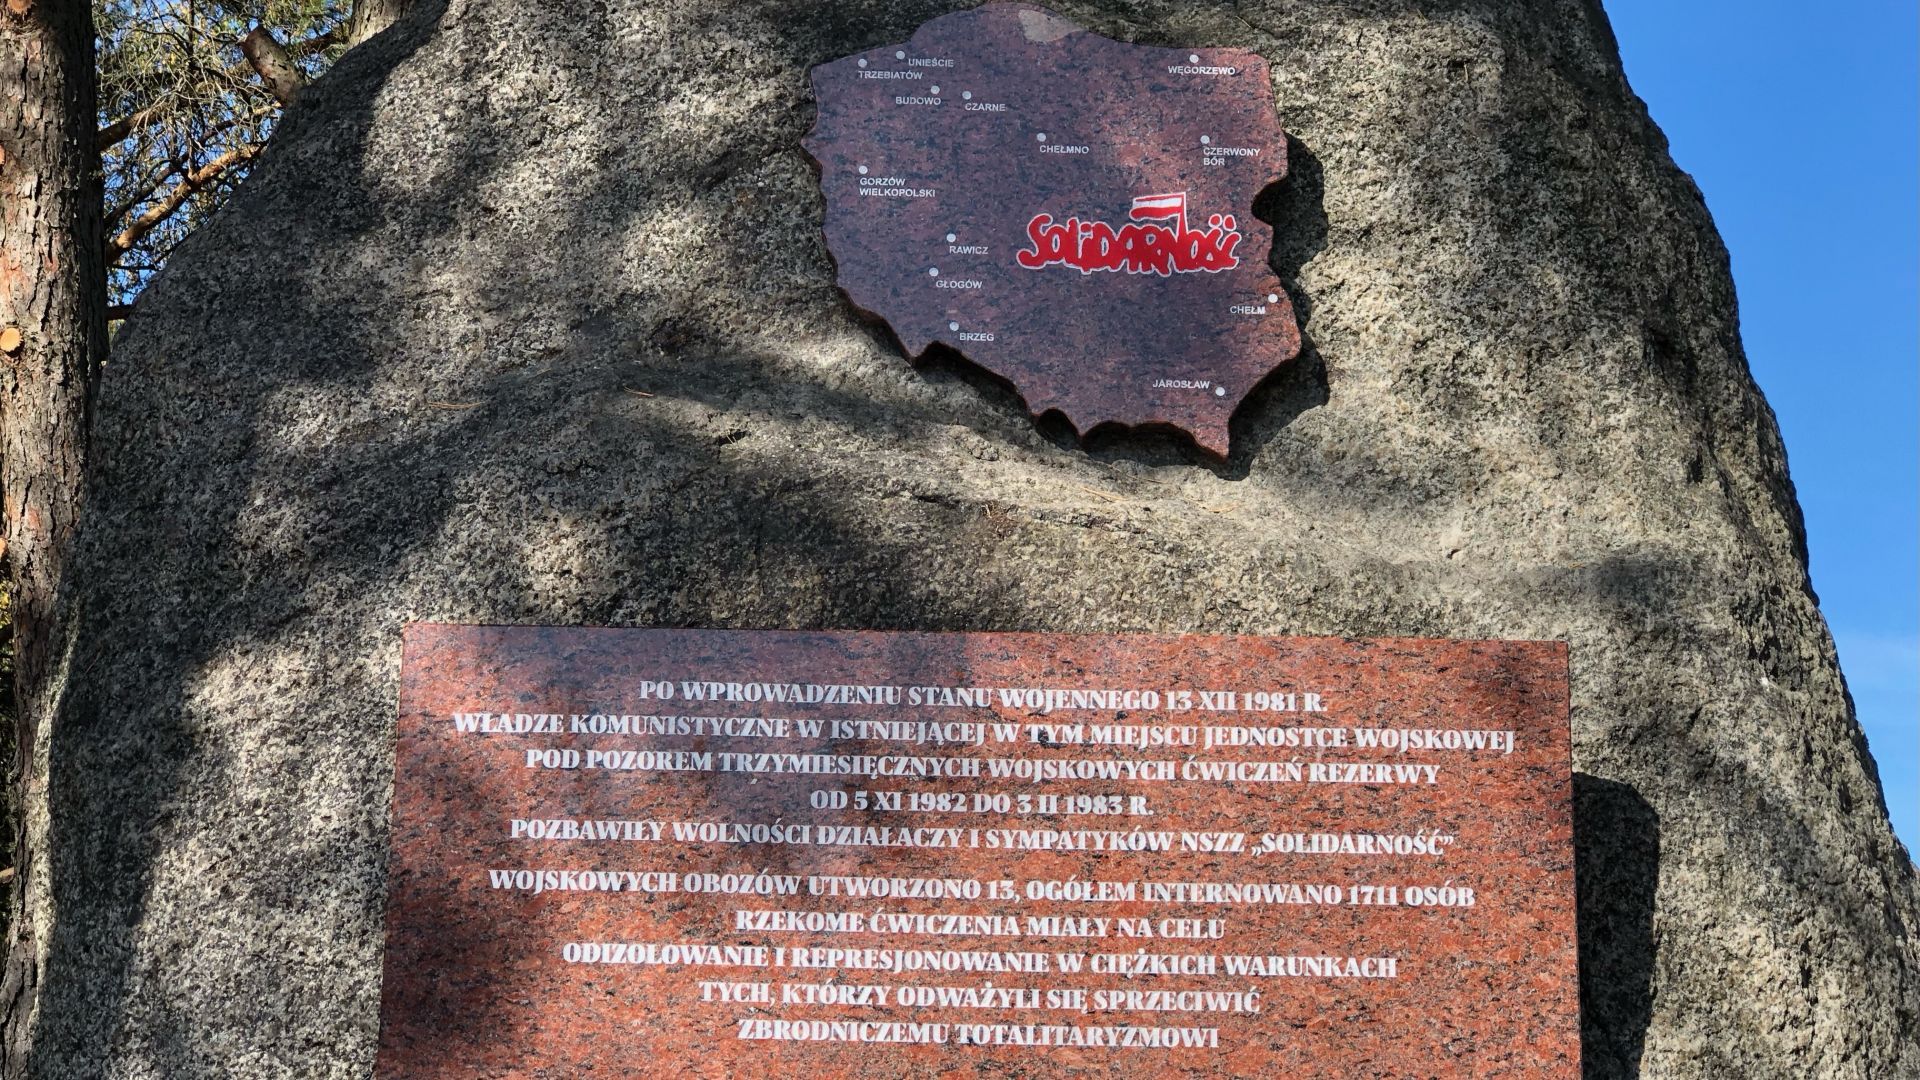 UNIEŚCIE
TRZEBIATÓW
WĘGORZEWO
BUDOWO
CZARNE
CHEŁMNO
CZERWONY
BÓR
GORZÓW
WIELKOPOLSKI
SOLiDARNOŚĆ
RAWICZ
GŁOGÓW
CHEŁM
BRZEG
JAROSŁAW
PO WPROWADZENIU STANU WOJENNEGO 13 XII 1981 R.
WŁADZE KOMUNISTYCZNE W ISTNIEJĄCEJ W TYM MIEJSCU JEDNOSTCE WOJSKOWEJ
POD POZOREM TRZYMIESIĘCZNYCH WOJSKOWYCH ĆWICZEŃ REZERWY
OD 5 XI 1982 DO 3 II 1983 R.
POZBAWIŁY WOLNOŚCI DZIAŁACZY I SYMPATYKÓW NSZZ „SOLIDARNOŚĆ”
WOJSKOWYCH OBOZÓW UTWORZONO 13, OGÓŁEM INTERNOWANO 1711 OSÓB
RZEKOME ĆWICZENIA MIAŁY NA CELU
ODIZOLOWANIE I REPRESJONOWANIE W CIĘŻKICH WARUNKACH
TYCH, KTÓRZY ODWAŻYLI SIĘ SPRZECIWIĆ
ZBRODNICZEMU TOTALITARYZMOWI